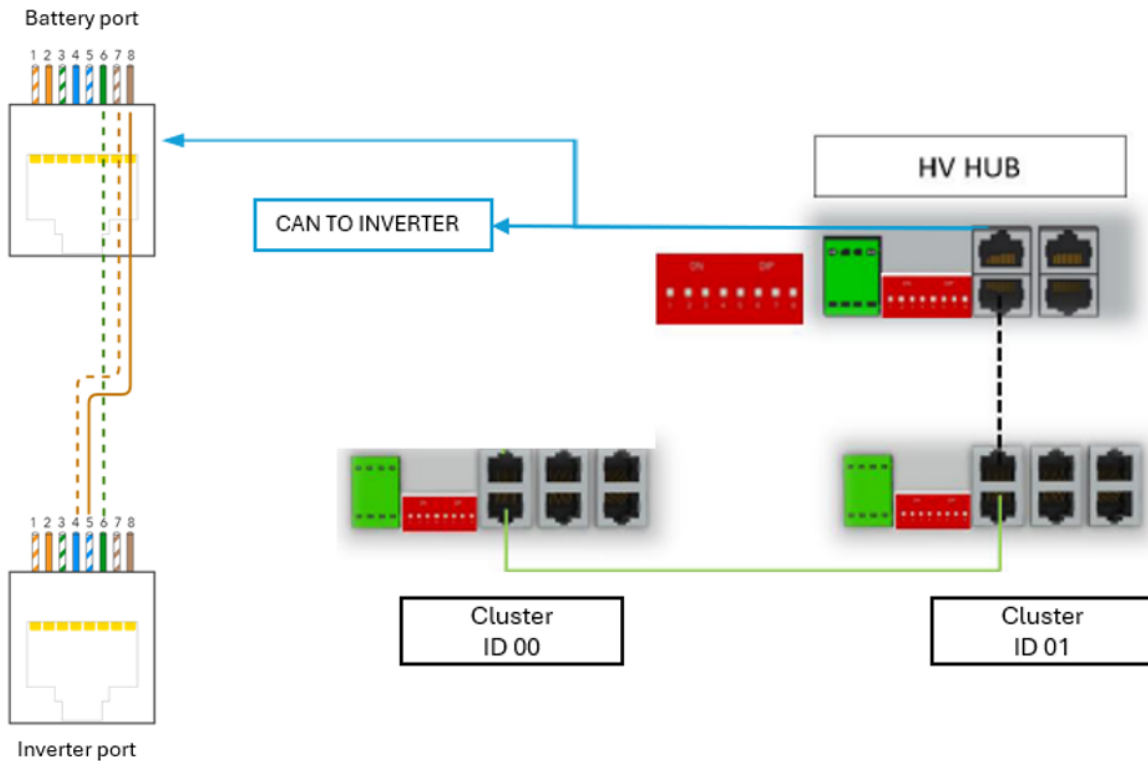 Battery port
1 2 3 4 5 6 7 8
HV HUB
CAN TO INVERTER
ON DIP
1 2 3 4 5 6 7 8
1 2 3 4 5 6 7 8
Cluster
ID 00
Cluster
ID 01
Inverter port